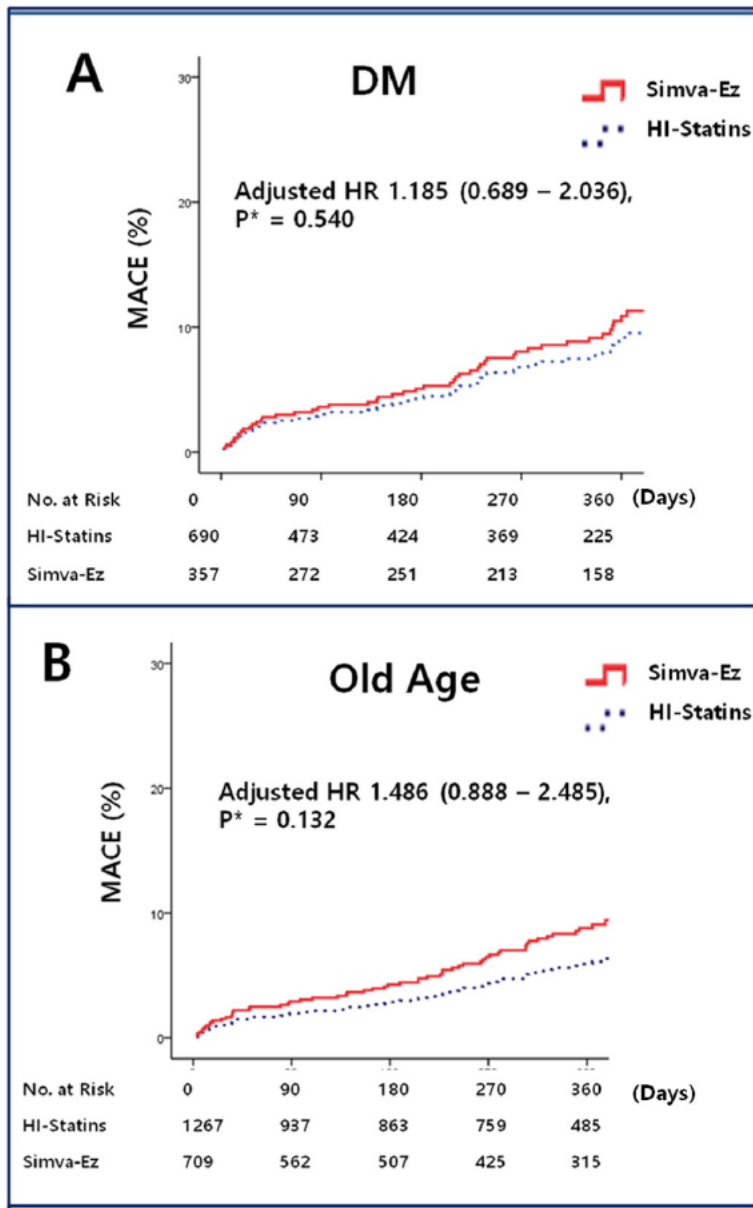 A
DM
Simva-Ez
HI-Statins
Adjusted HR 1.185 (0.689 – 2.036),
P* = 0.540
MACE (%)
30
20
10
0
No. at Risk 0 90 180 270 360 (Days)
HI-Statins 690 473 424 369 225
Simva-Ez 357 272 251 213 158
B
Old Age
Simva-Ez
HI-Statins
Adjusted HR 1.486 (0.888 – 2.485),
P* = 0.132
MACE (%)
30
20
10
0
No. at Risk 0 90 180 270 360 (Days)
HI-Statins 1267 937 863 759 485
Simva-Ez 709 562 507 425 315